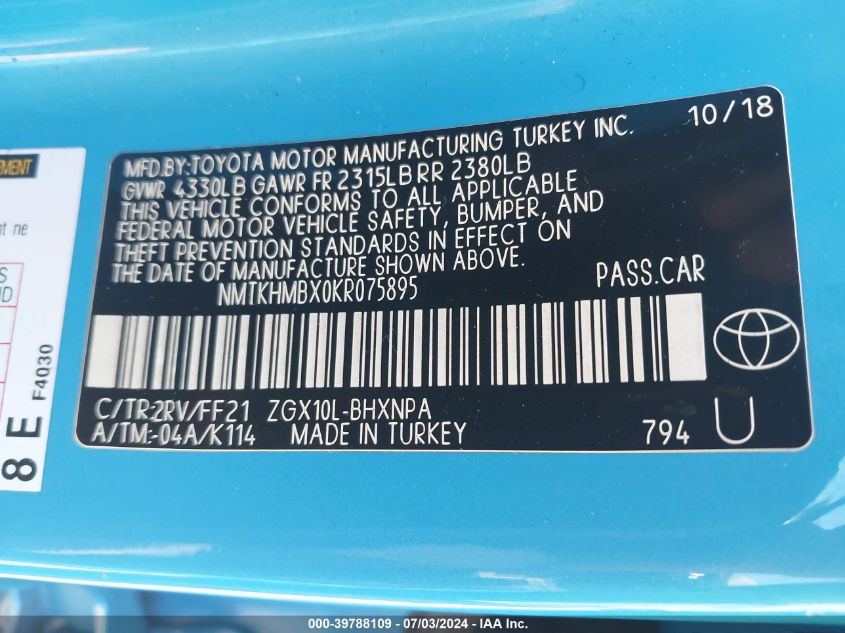 10/18
MFD.BY:TOYOTA MOTOR MANUFACTURING TURKEY INC.
GVWR 4330LB GAWR FR 2315LB RR 2380LB
THIS VEHICLE CONFORMS TO ALL APPLICABLE
FEDERAL MOTOR VEHICLE SAFETY, BUMPER, AND
THEFT PREVENTION STANDARDS IN EFFECT ON
THE DATE OF MANUFACTURE SHOWN ABOVE.
NMTKHMBX0KR075895 PASS.CAR
C/TR:2RV/FF21 ZGX10L-BHXNPA
A/TM:-04A/K114 MADE IN TURKEY 794 U
8 E F4030
000-39788109 - 07/03/2024 - IAA Inc.